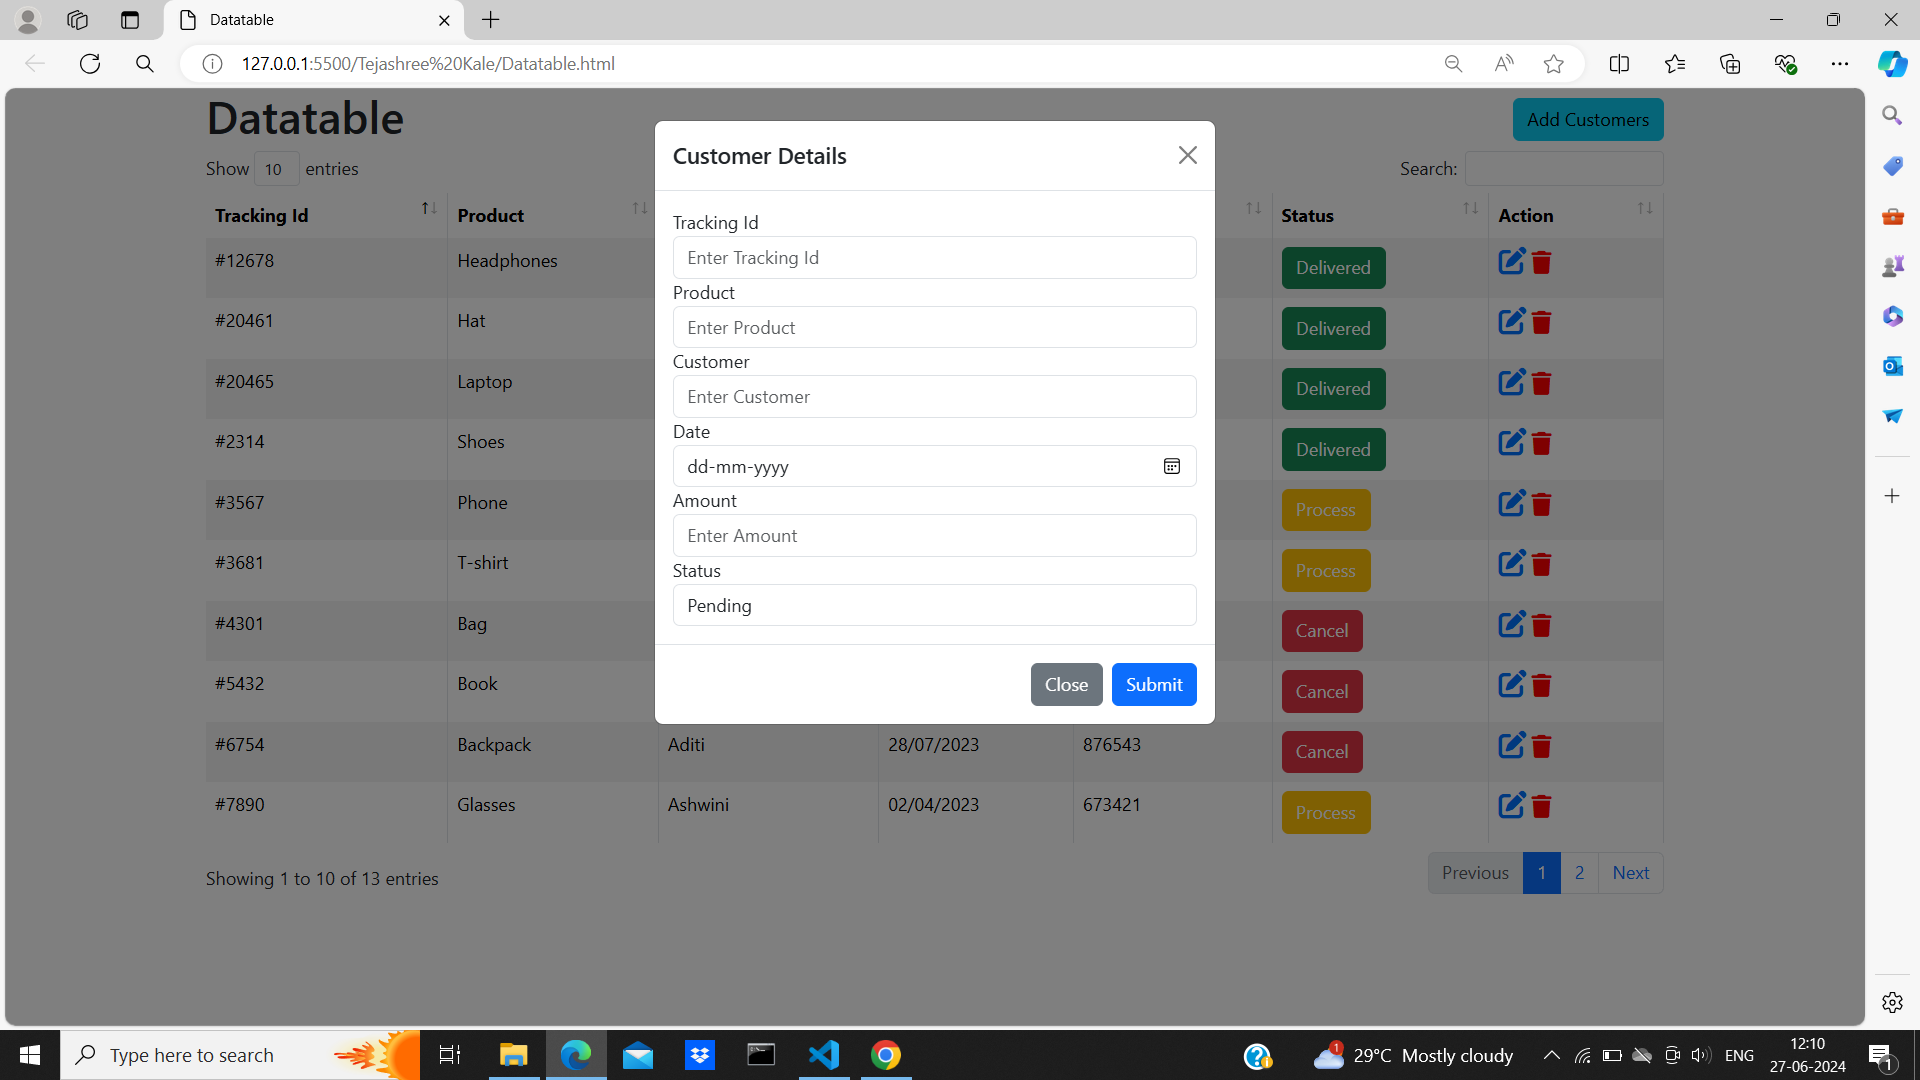 Datatable
127.0.0.1:5500/Tejashree%20Kale/Datatable.html
Datatable
Add Customers
Show 10 entries
Search:
Tracking Id Product Status Action
#12678 Headphones Delivered
#20461 Hat Delivered
#20465 Laptop Delivered
#2314 Shoes Delivered
#3567 Phone Process
#3681 T-shirt Process
#4301 Bag Cancel
#5432 Book Cancel
#6754 Backpack Aditi 28/07/2023 876543 Cancel
#7890 Glasses Ashwini 02/04/2023 673421 Process
Showing 1 to 10 of 13 entries
Previous 1 2 Next
Customer Details
Tracking Id
Enter Tracking Id
Product
Enter Product
Customer
Enter Customer
Date
dd-mm-yyyy
Amount
Enter Amount
Status
Pending
Close Submit
Type here to search
1
29°C Mostly cloudy
ENG
12:10
27-06-2024
1